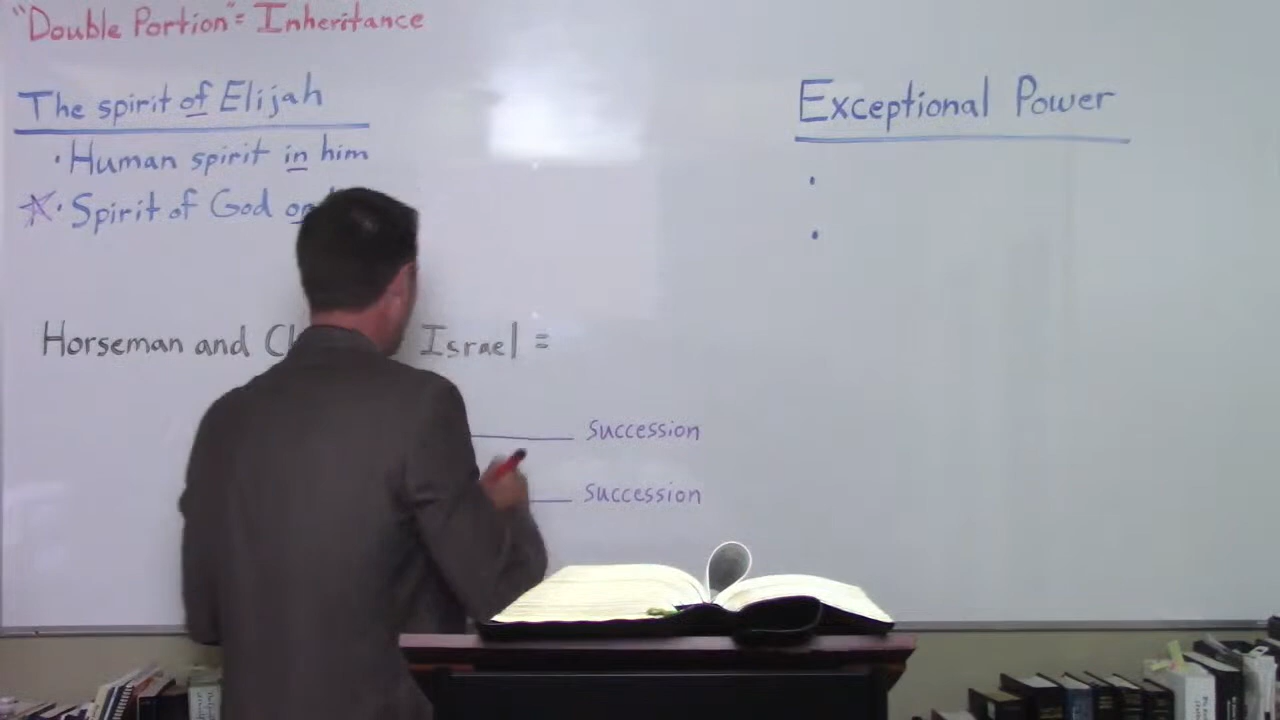 "Double Portion" = Inheritance
The spirit of Elijah
• Human spirit in him
• Spirit of God
Horseman and Israel =
Succession
Succession
Exceptional Power
•
•